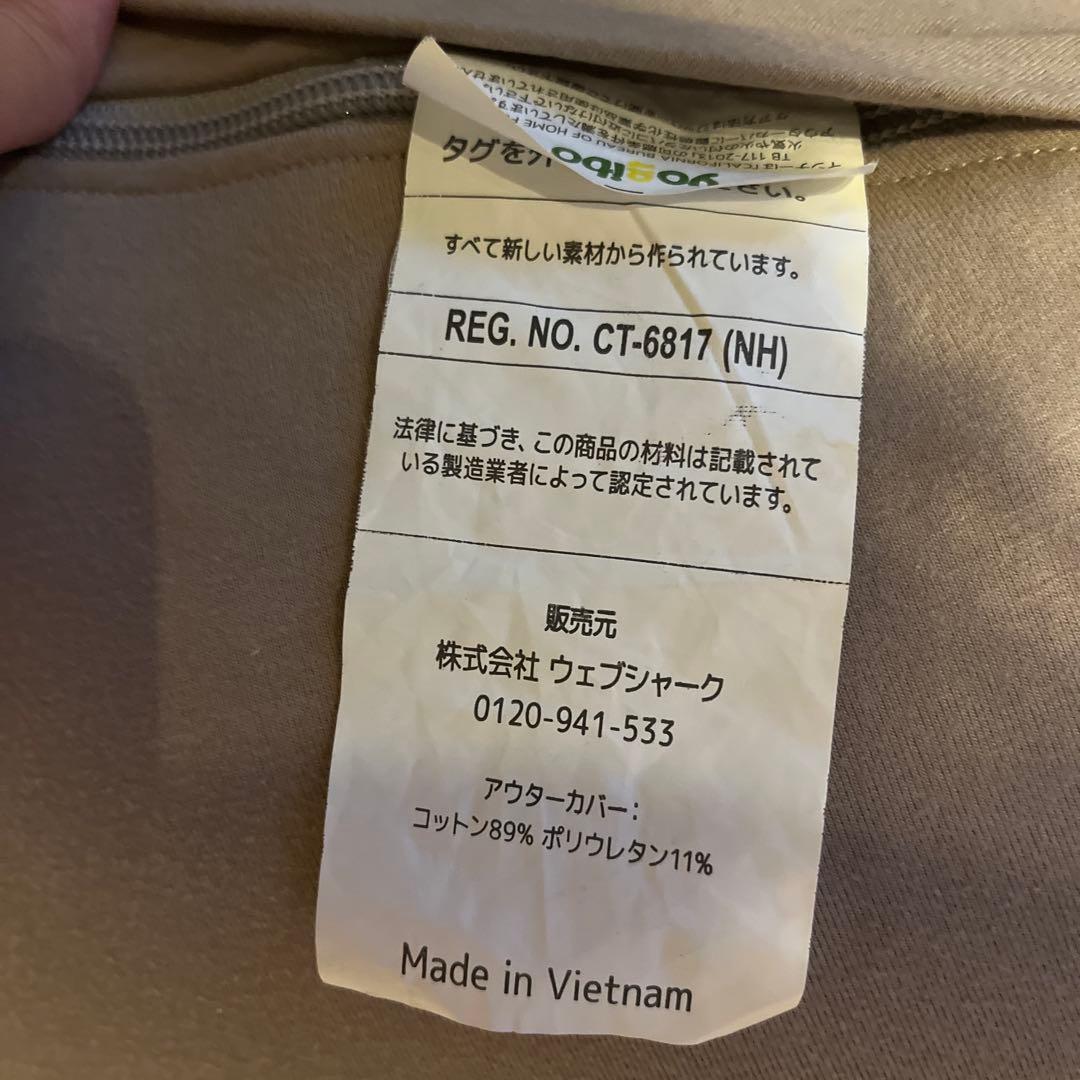 タグを
yogibo
TB 117-2013
すべて新しい素材から作られています。
REG. NO. CT-6817 (NH)
法律に基づき、この商品の材料は記載されて
いる製造業者によって認定されています。
販売元
株式会社 ウェブシャーク
0120-941-533
アウターカバー:
コットン89% ポリウレタン11%
Made in Vietnam